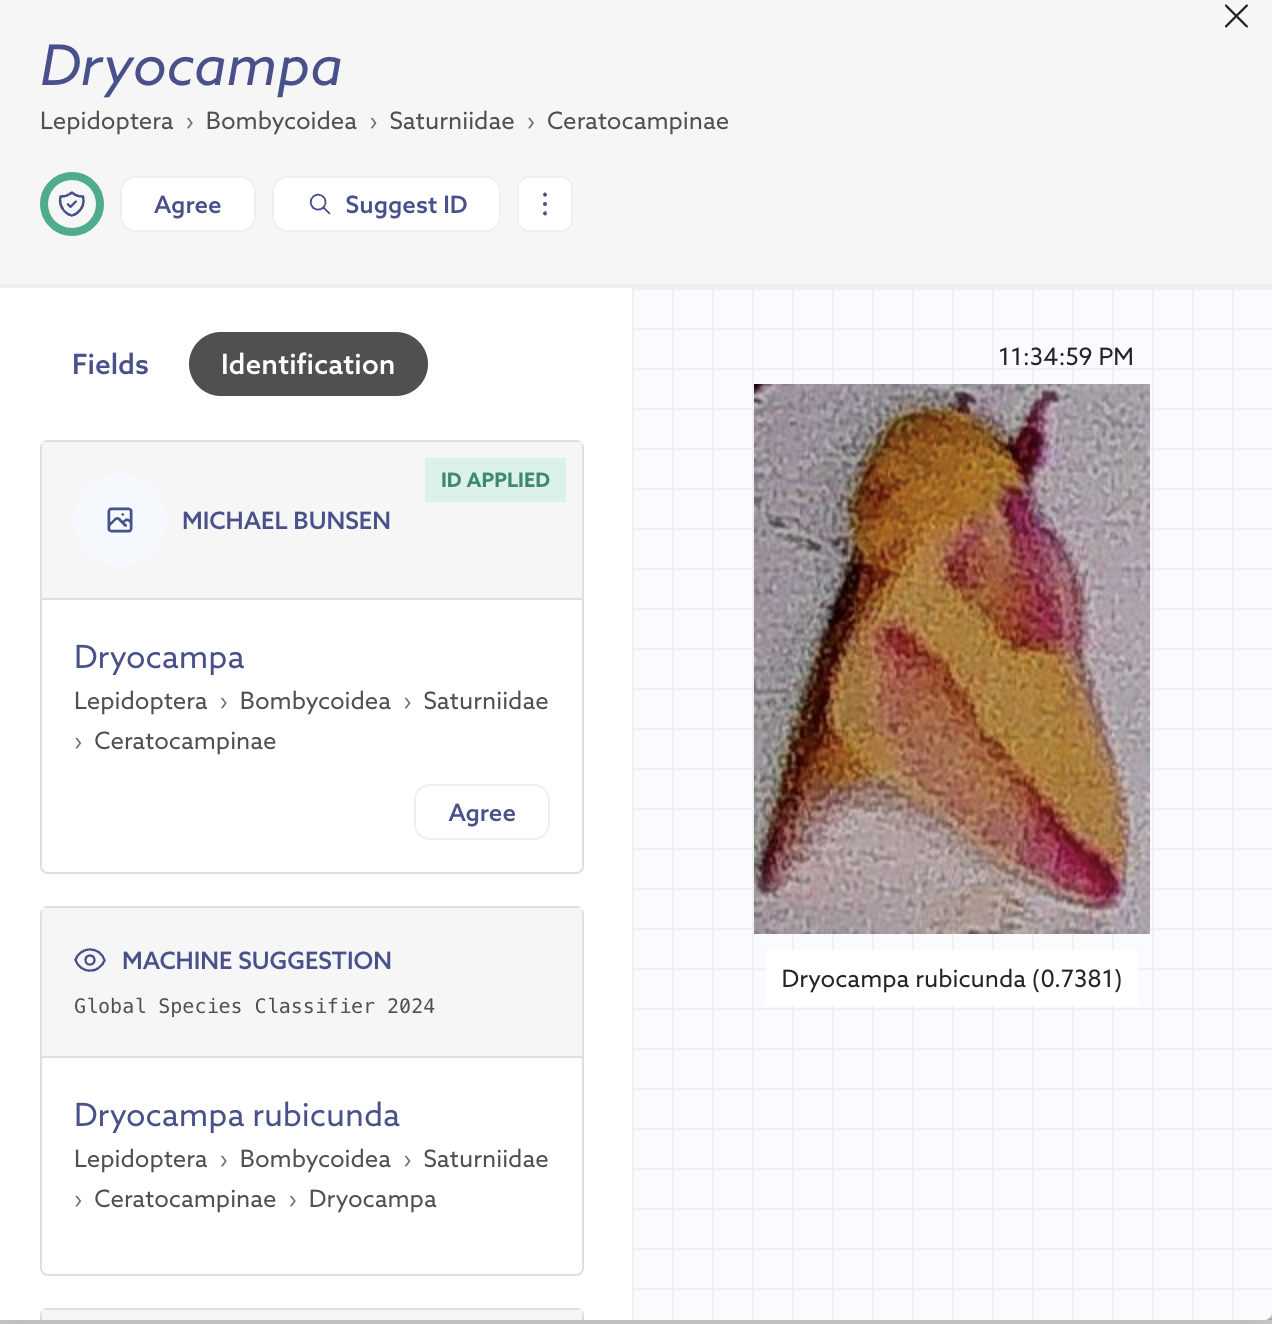 Dryocampa
Lepidoptera › Bombycoidea › Saturniidae › Ceratocampinae
Agree
Suggest ID
Fields
Identification
ID APPLIED
MICHAEL BUNSEN
Dryocampa
Lepidoptera › Bombycoidea › Saturniidae
› Ceratocampinae
Agree
MACHINE SUGGESTION
Global Species Classifier 2024
Dryocampa rubicunda
Lepidoptera › Bombycoidea › Saturniidae
› Ceratocampinae › Dryocampa
11:34:59 PM
Dryocampa rubicunda (0.7381)